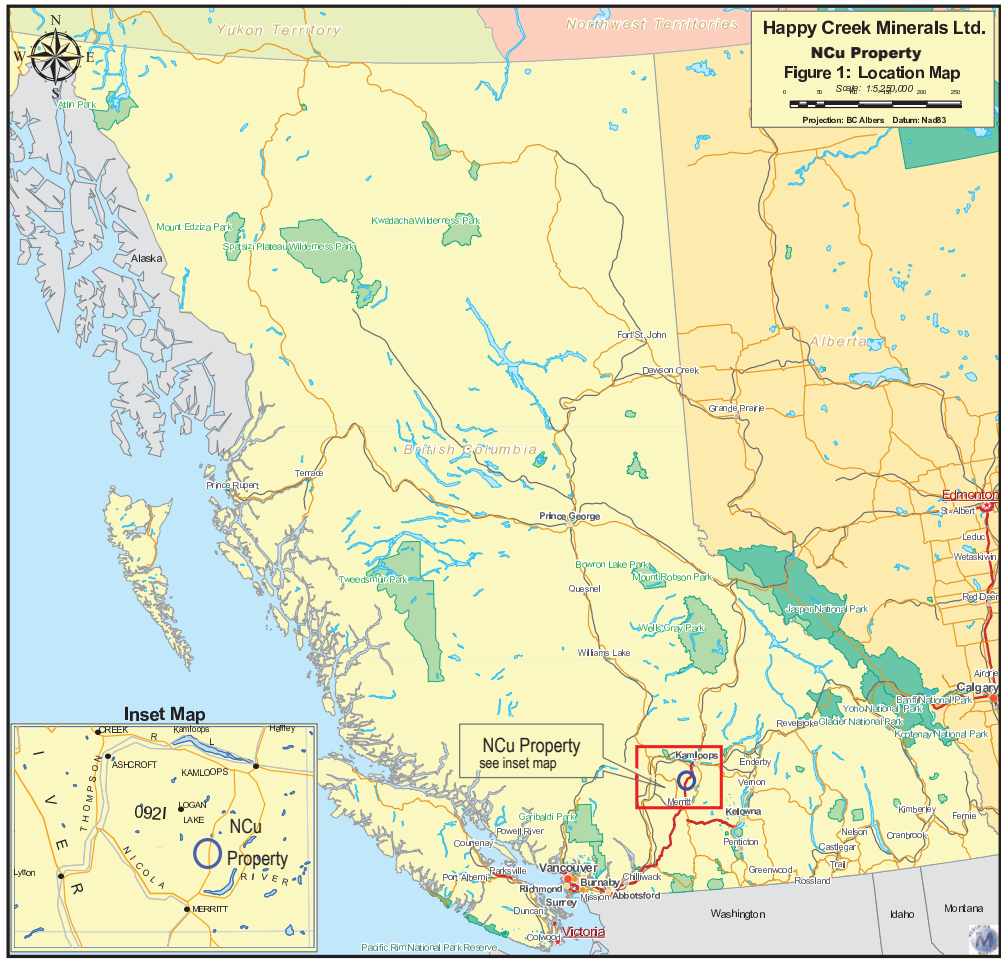 Happy Creek Minerals Ltd.
NCu Property
Figure 1: Location Map
Scale: 1:5,250,000
0 50 100 150 200 250
Projection: BC Albers Datum: Nad83
N
W E
S
Yukon Territory
Northwest Territories
Atlin Park
Mount Edziza Park
Spatsizi Plateau Wilderness Park
Kwadacha Wilderness Park
Alaska
Fort St. John
Alberta
Dawson Creek
Grande Prairie
British Columbia
Terrace
Prince Rupert
Edmonton
St. Albert
Prince George
Leduc
Wetaskiwin
Bowron Lake Park
Mount Robson Park
Tweedsmuir Park
Quesnel
Red Deer
Jasper National Park
Wells Gray Park
Williams Lake
Airdrie
Calgary
Banff National Park
Yoho National Park
Revelstoke
Glacier National Park
Kootenay National Park
NCu Property
see inset map
Kamloops
Enderby
Vernon
Merritt
Kelowna
Garibaldi Park
Powell River
Kimberley
Fernie
Penticton
Nelson
Cranbrook
Courtenay
Castlegar
Trail
Port Alberni
Parksville
Vancouver
Burnaby
Chilliwack
Greenwood
Rossland
Richmond
Mission
Abbotsford
Surrey
Duncan
Washington
Idaho
Montana
Colwood
Victoria
Pacific Rim National Park Reserve
Inset Map
CREEK
R
Kamloops
L
Haffley
ASHCROFT
KAMLOOPS
THOMPSON
092I
LOGAN
LAKE
NCu
Property
I
V
E
R
NICOLA
RIVER
Lytton
MERRITT
M